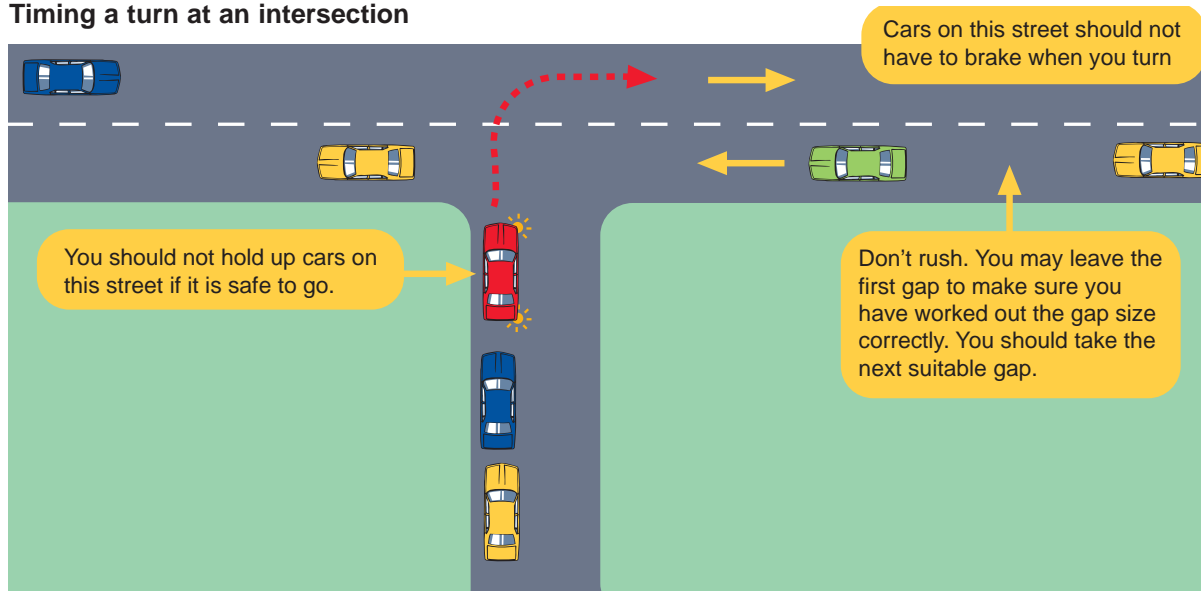 Timing a turn at an intersection
Cars on this street should not
have to brake when you turn
You should not hold up cars on
this street if it is safe to go.
Don’t rush. You may leave the
first gap to make sure you
have worked out the gap size
correctly. You should take the
next suitable gap.